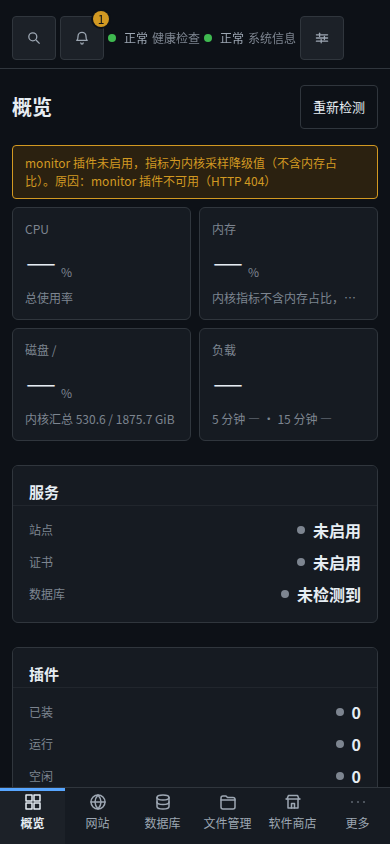 1
正常 健康检查 正常 系统信息
概览
重新检测
monitor 插件未启用，指标为内核采样降级值（不含内存占
比）。原因：monitor 插件不可用（HTTP 404）
CPU
— %
总使用率
内存
— %
内核指标不含内存占比，…
磁盘 /
— %
内核汇总 530.6 / 1875.7 GiB
负载
—
5 分钟 — · 15 分钟 —
服务
站点 未启用
证书 未启用
数据库 未检测到
插件
已装 0
运行 0
空闲 0
概览 网站 数据库 文件管理 软件商店 更多